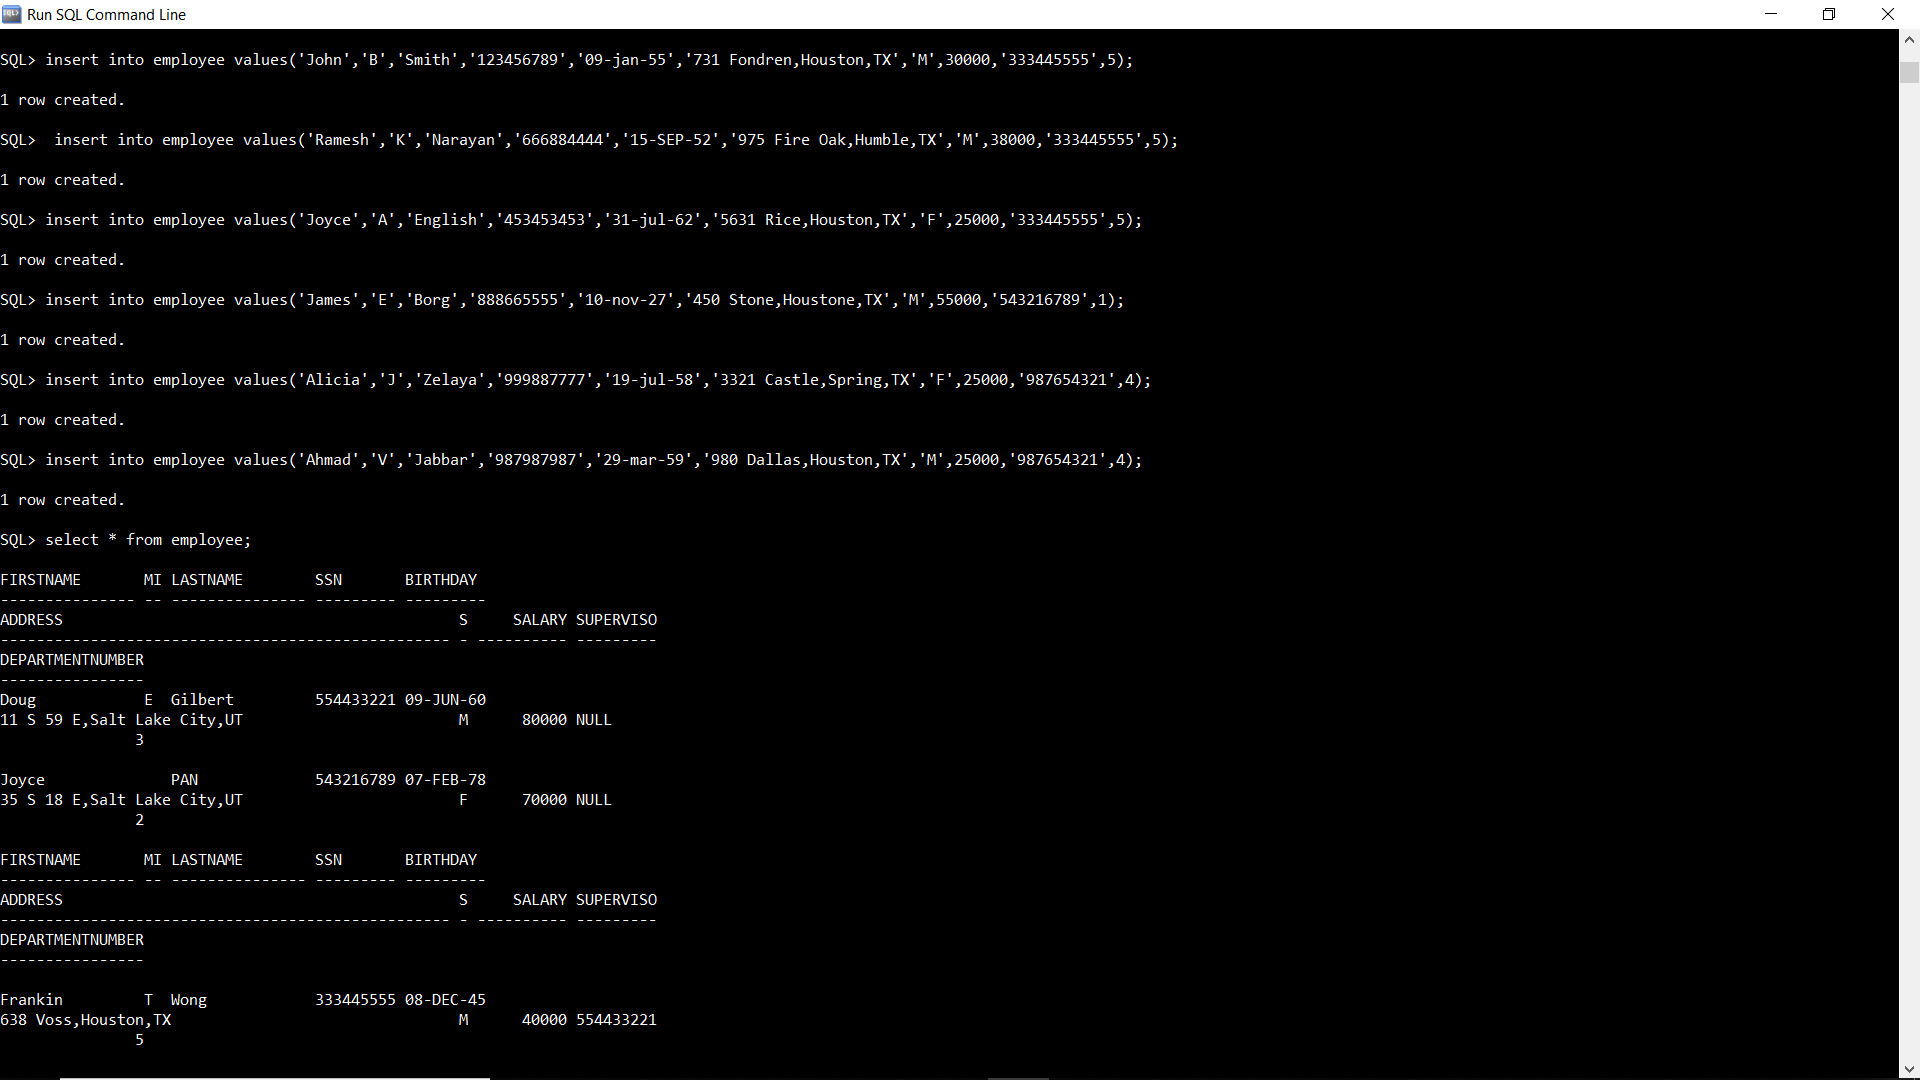 Run SQL Command Line
SQL> insert into employee values('John','B','Smith','123456789','09-jan-55','731 Fondren,Houston,TX','M',30000,'333445555',5);
1 row created.
SQL>  insert into employee values('Ramesh','K','Narayan','666884444','15-SEP-52','975 Fire Oak,Humble,TX','M',38000,'333445555',5);
1 row created.
SQL> insert into employee values('Joyce','A','English','453453453','31-jul-62','5631 Rice,Houston,TX','F',25000,'333445555',5);
1 row created.
SQL> insert into employee values('James','E','Borg','888665555','10-nov-27','450 Stone,Houstone,TX','M',55000,'543216789',1);
1 row created.
SQL> insert into employee values('Alicia','J','Zelaya','999887777','19-jul-58','3321 Castle,Spring,TX','F',25000,'987654321',4);
1 row created.
SQL> insert into employee values('Ahmad','V','Jabbar','987987987','29-mar-59','980 Dallas,Houston,TX','M',25000,'987654321',4);
1 row created.
SQL> select * from employee;
FIRSTNAME       MI LASTNAME        SSN       BIRTHDAY
--------------- -- --------------- --------- ---------
ADDRESS                                            S     SALARY SUPERVISO
-------------------------------------------------- - ---------- ---------
DEPARTMENTNUMBER
----------------
Doug            E  Gilbert         554433221 09-JUN-60
11 S 59 E,Salt Lake City,UT                        M      80000 NULL
               3
Joyce              PAN             543216789 07-FEB-78
35 S 18 E,Salt Lake City,UT                        F      70000 NULL
               2
FIRSTNAME       MI LASTNAME        SSN       BIRTHDAY
--------------- -- --------------- --------- ---------
ADDRESS                                            S     SALARY SUPERVISO
-------------------------------------------------- - ---------- ---------
DEPARTMENTNUMBER
----------------
Frankin         T  Wong            333445555 08-DEC-45
638 Voss,Houston,TX                                M      40000 554433221
               5